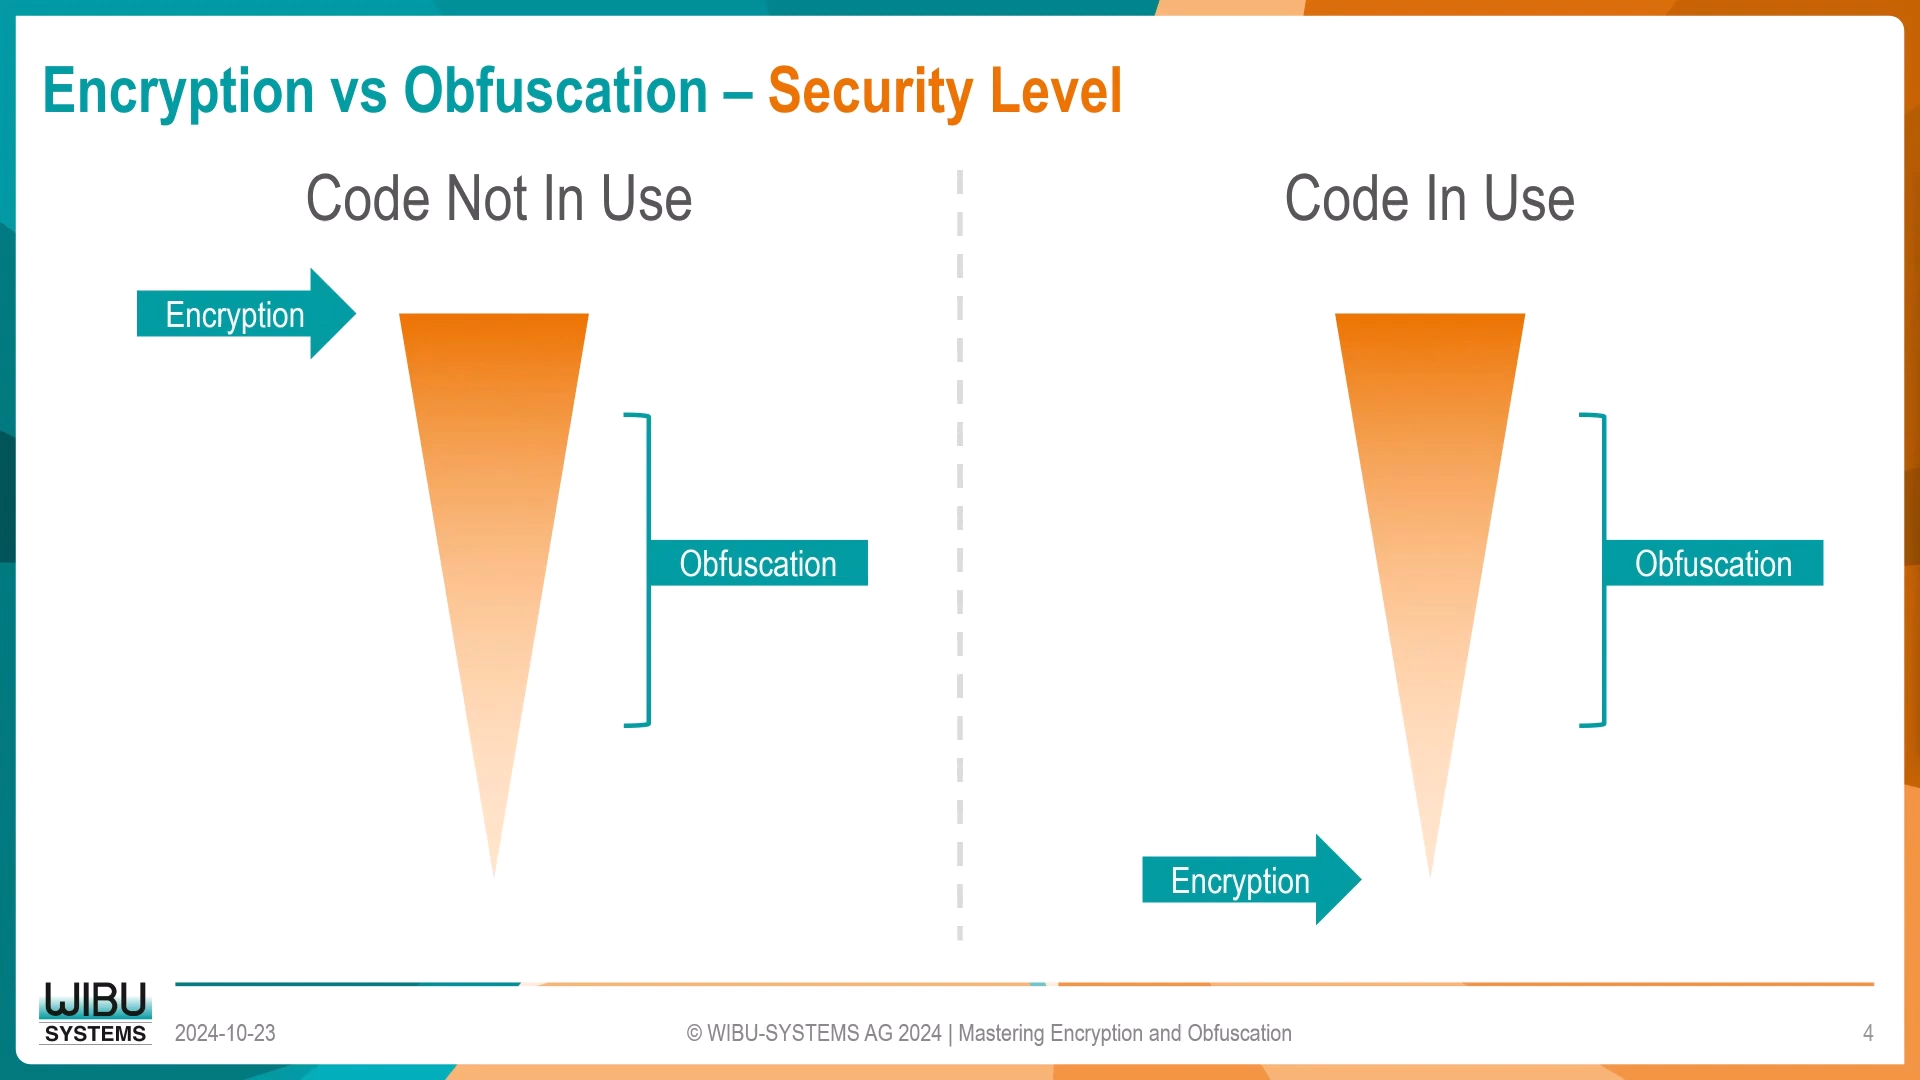 Encryption vs Obfuscation – Security Level
Code Not In Use
Code In Use
Encryption
Obfuscation
Obfuscation
Encryption
WIBU
SYSTEMS
2024-10-23
© WIBU-SYSTEMS AG 2024 | Mastering Encryption and Obfuscation
4